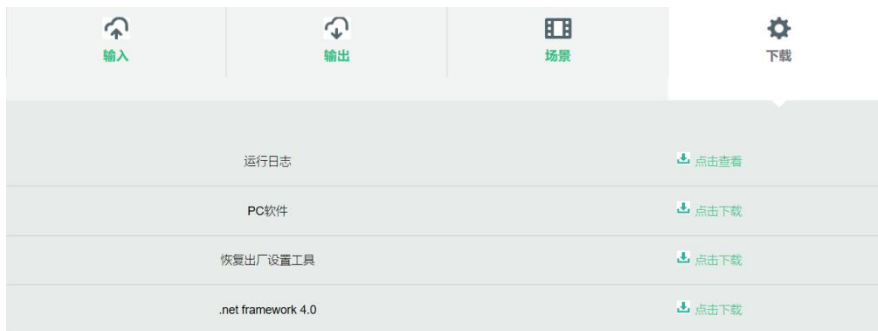 输入 输出 场景 下载
运行日志 点击查看
PC软件 点击下载
恢复出厂设置工具 点击下载
.net framework 4.0 点击下载